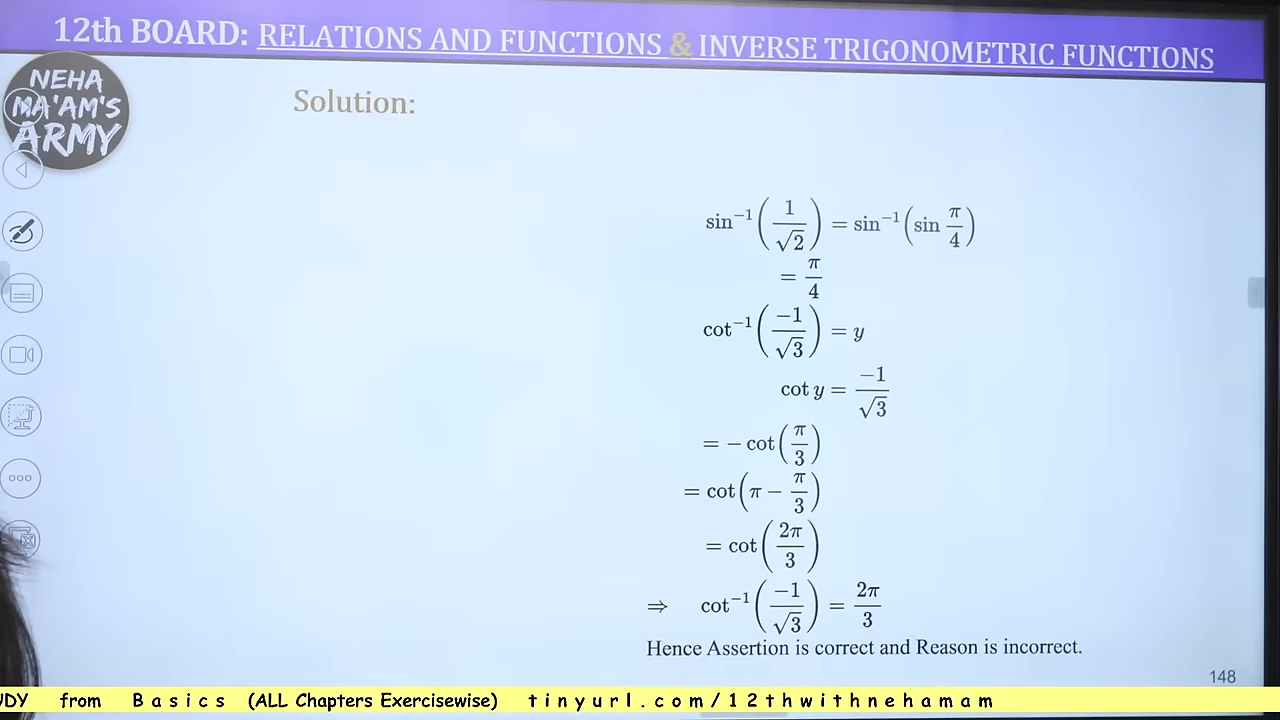 12th BOARD: RELATIONS AND FUNCTIONS & INVERSE TRIGONOMETRIC FUNCTIONS
NEHA
MA'AM'S
ARMY
Solution:
sin⁻¹(1/√2) = sin⁻¹(sin π/4)
= π/4
cot⁻¹(−1/√3) = y
cot y = −1/√3
= − cot(π/3)
= cot(π − π/3)
= cot(2π/3)
⇒ cot⁻¹(−1/√3) = 2π/3
Hence Assertion is correct and Reason is incorrect.
148
UDY from Basics (ALL Chapters Exercisewise) tinyurl.com/12thwithnehamam